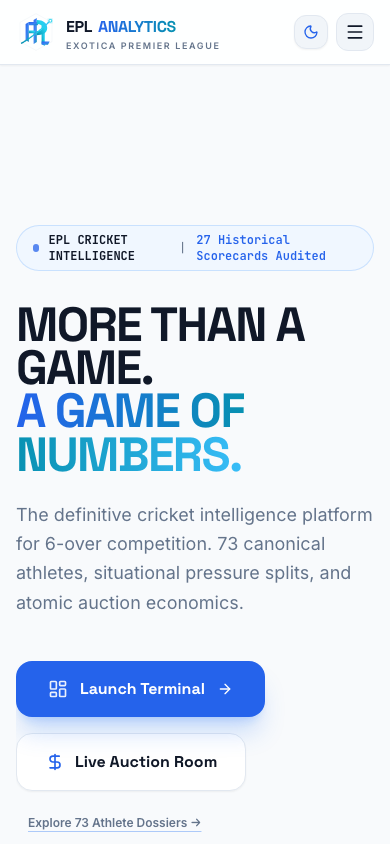 EPL ANALYTICS
EXOTICA PREMIER LEAGUE
EPL CRICKET
INTELLIGENCE
|
27 Historical
Scorecards Audited
MORE THAN A
GAME.
A GAME OF
NUMBERS.
The definitive cricket intelligence platform
for 6-over competition. 73 canonical
athletes, situational pressure splits, and
atomic auction economics.
Launch Terminal →
Live Auction Room
Explore 73 Athlete Dossiers →